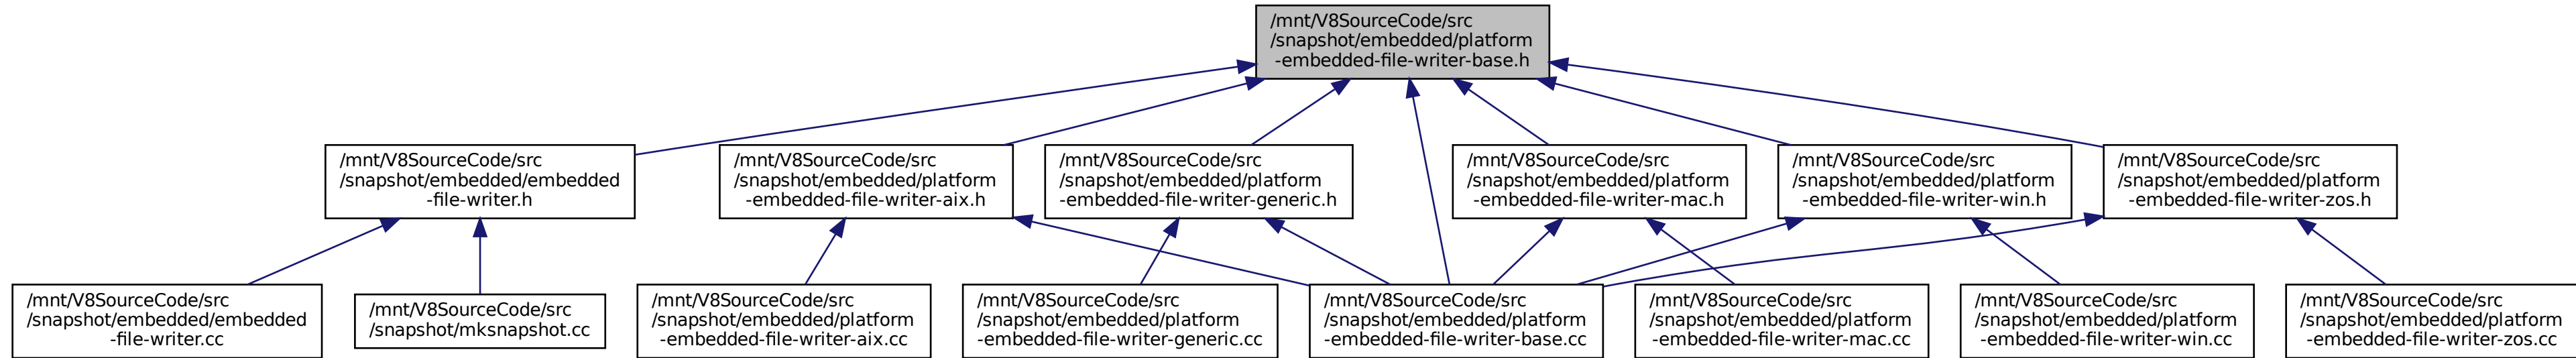 /mnt/V8SourceCode/src
/snapshot/embedded/platform
-embedded-file-writer-base.h
/mnt/V8SourceCode/src
/snapshot/embedded/embedded
-file-writer.h
/mnt/V8SourceCode/src
/snapshot/embedded/platform
-embedded-file-writer-aix.h
/mnt/V8SourceCode/src
/snapshot/embedded/platform
-embedded-file-writer-generic.h
/mnt/V8SourceCode/src
/snapshot/embedded/platform
-embedded-file-writer-mac.h
/mnt/V8SourceCode/src
/snapshot/embedded/platform
-embedded-file-writer-win.h
/mnt/V8SourceCode/src
/snapshot/embedded/platform
-embedded-file-writer-zos.h
/mnt/V8SourceCode/src
/snapshot/embedded/embedded
-file-writer.cc
/mnt/V8SourceCode/src
/snapshot/mksnapshot.cc
/mnt/V8SourceCode/src
/snapshot/embedded/platform
-embedded-file-writer-aix.cc
/mnt/V8SourceCode/src
/snapshot/embedded/platform
-embedded-file-writer-generic.cc
/mnt/V8SourceCode/src
/snapshot/embedded/platform
-embedded-file-writer-base.cc
/mnt/V8SourceCode/src
/snapshot/embedded/platform
-embedded-file-writer-mac.cc
/mnt/V8SourceCode/src
/snapshot/embedded/platform
-embedded-file-writer-win.cc
/mnt/V8SourceCode/src
/snapshot/embedded/platform
-embedded-file-writer-zos.cc